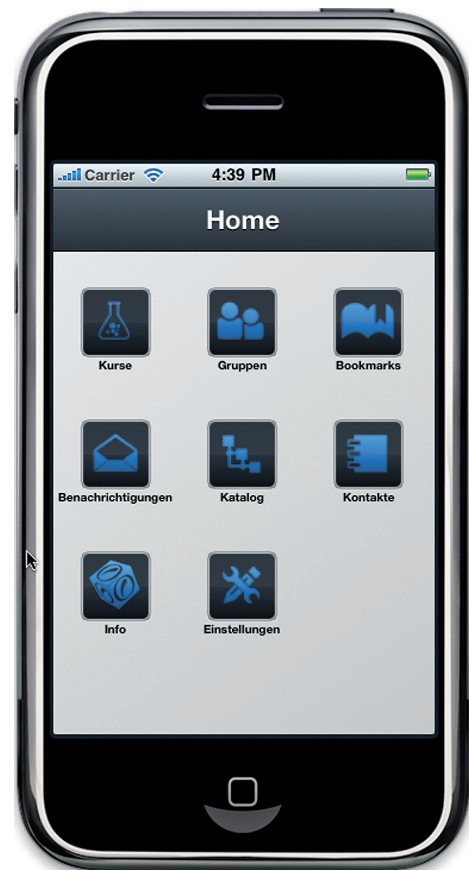 Carrier 4:39 PM
Home
Kurse Gruppen Bookmarks
Benachrichtigungen Katalog Kontakte
Info Einstellungen